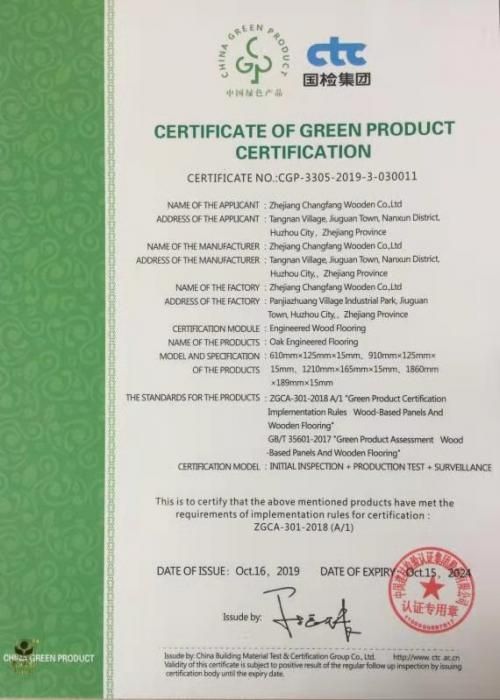 CHINA GREEN PRODUCT
CGP
中国绿色产品
ctc
国检集团
CERTIFICATE OF GREEN PRODUCT
CERTIFICATION
CERTIFICATE NO.:CGP-3305-2019-3-030011
NAME OF THE APPLICANT : Zhejiang Changfang Wooden Co.,Ltd
ADDRESS OF THE APPLICANT : Tangnan Village, Jiuguan Town, Nanxun District,
Huzhou City, Zhejiang Province
NAME OF THE MANUFACTURER : Zhejiang Changfang Wooden Co.,Ltd
ADDRESS OF THE MANUFACTURER : Tangnan Village, Jiuguan Town, Nanxun District,
Huzhou City,, Zhejiang Province
NAME OF THE FACTORY : Zhejiang Changfang Wooden Co.,Ltd
ADDRESS OF THE FACTORY : Panjiazhuang Village Industrial Park, Jiuguan
Town, Huzhou City,, Zhejiang Province
CERTIFICATION MODULE : Engineered Wood Flooring
NAME OF THE PRODUCTS : Oak Engineered Flooring
MODEL AND SPECIFICATION : 610mm×125mm×15mm、910mm×125mm×
OF THE PRODUCTS 15mm、1210mm×165mm×15mm、1860mm
×189mm×15mm
THE STANDARDS FOR THE PRODUCTS : ZGCA-301-2018 A/1 "Green Product Certification
Implementation Rules Wood-Based Panels And
Wooden Flooring"
GB/T 35601-2017 "Green Product Assessment Wood
-Based Panels And Wooden Flooring"
CERTIFICATION MODEL : INITIAL INSPECTION + PRODUCTION TEST + SURVEILLANCE
This is to certify that the above mentioned products have met the
requirements of implementation rules for certification :
ZGCA-301-2018 (A/1)
DATE OF ISSUE: Oct.16, 2019 DATE OF EXPIRY: Oct.15, 2024
认证专用章
Issude by:
CHINA GREEN PRODUCT
Issude by: China Building Material Test & Certification Group Co., Ltd. http://www.ctc.ac.cn
Validity of this certificate is subject to positive result of the regular follow up inspection by issuing
certification body until the expiry date.